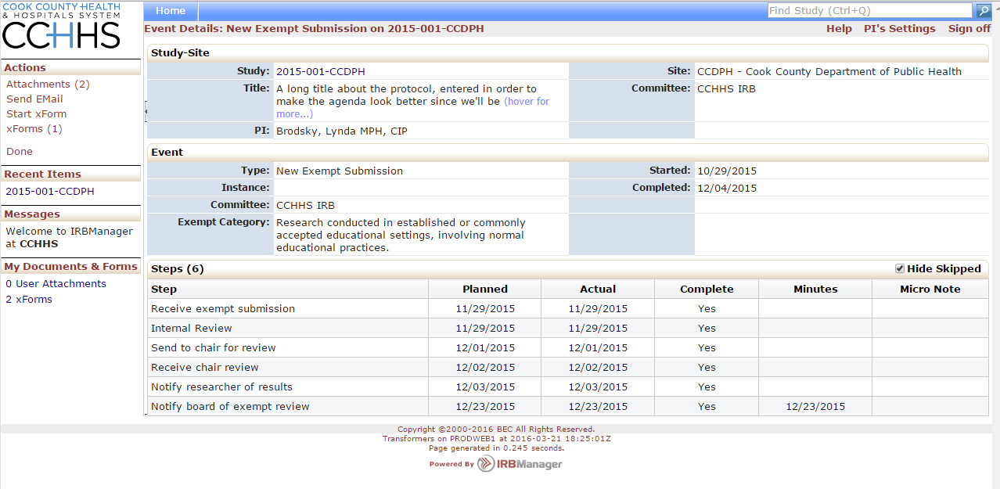 COOK COUNTY HEALTH
& HOSPITALS SYSTEM
CCHHS
Home
Find Study (Ctrl+Q)
Event Details: New Exempt Submission on 2015-001-CCDPH
Help PI's Settings Sign off
Actions
Attachments (2)
Send EMail
Start xForm
xForms (1)
Done
Recent Items
2015-001-CCDPH
Messages
Welcome to IRBManager
at CCHHS
My Documents & Forms
0 User Attachments
2 xForms
Study-Site
Study: 2015-001-CCDPH Site: CCDPH - Cook County Department of Public Health
Title: A long title about the protocol, entered in order to Committee: CCHHS IRB
make the agenda look better since we'll be (hover for
more...)
PI: Brodsky, Lynda MPH, CIP
Event
Type: New Exempt Submission Started: 10/29/2015
Instance: Completed: 12/04/2015
Committee: CCHHS IRB
Exempt Category: Research conducted in established or commonly
accepted educational settings, involving normal
educational practices.
Steps (6) Hide Skipped
Step Planned Actual Complete Minutes Micro Note
Receive exempt submission 11/29/2015 11/29/2015 Yes
Internal Review 11/29/2015 11/29/2015 Yes
Send to chair for review 12/01/2015 12/01/2015 Yes
Receive chair review 12/02/2015 12/02/2015 Yes
Notify researcher of results 12/03/2015 12/03/2015 Yes
Notify board of exempt review 12/23/2015 12/23/2015 Yes 12/23/2015
Copyright ©2000-2016 BEC All Rights Reserved.
Transformers on PRODWEB1 at 2016-03-21 18:25:01Z
Page generated in 0.245 seconds.
Powered By IRBManager